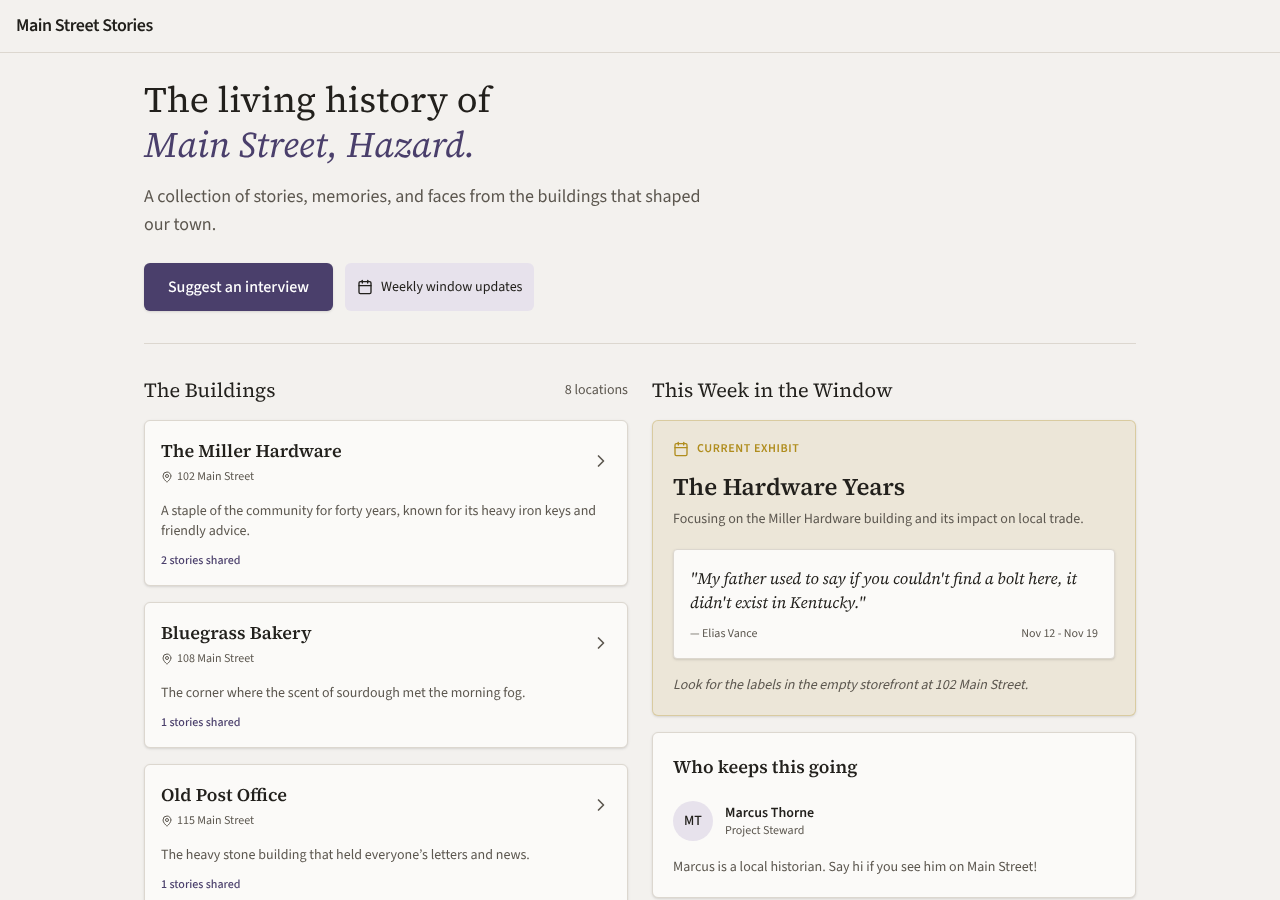 Main Street Stories
The living history of
Main Street, Hazard.
A collection of stories, memories, and faces from the buildings that shaped
our town.
Suggest an interview
Weekly window updates
The Buildings
8 locations
The Miller Hardware
102 Main Street
A staple of the community for forty years, known for its heavy iron keys and
friendly advice.
2 stories shared
Bluegrass Bakery
108 Main Street
The corner where the scent of sourdough met the morning fog.
1 stories shared
Old Post Office
115 Main Street
The heavy stone building that held everyone’s letters and news.
1 stories shared
This Week in the Window
CURRENT EXHIBIT
The Hardware Years
Focusing on the Miller Hardware building and its impact on local trade.
"My father used to say if you couldn't find a bolt here, it
didn't exist in Kentucky."
— Elias Vance
Nov 12 - Nov 19
Look for the labels in the empty storefront at 102 Main Street.
Who keeps this going
MT
Marcus Thorne
Project Steward
Marcus is a local historian. Say hi if you see him on Main Street!